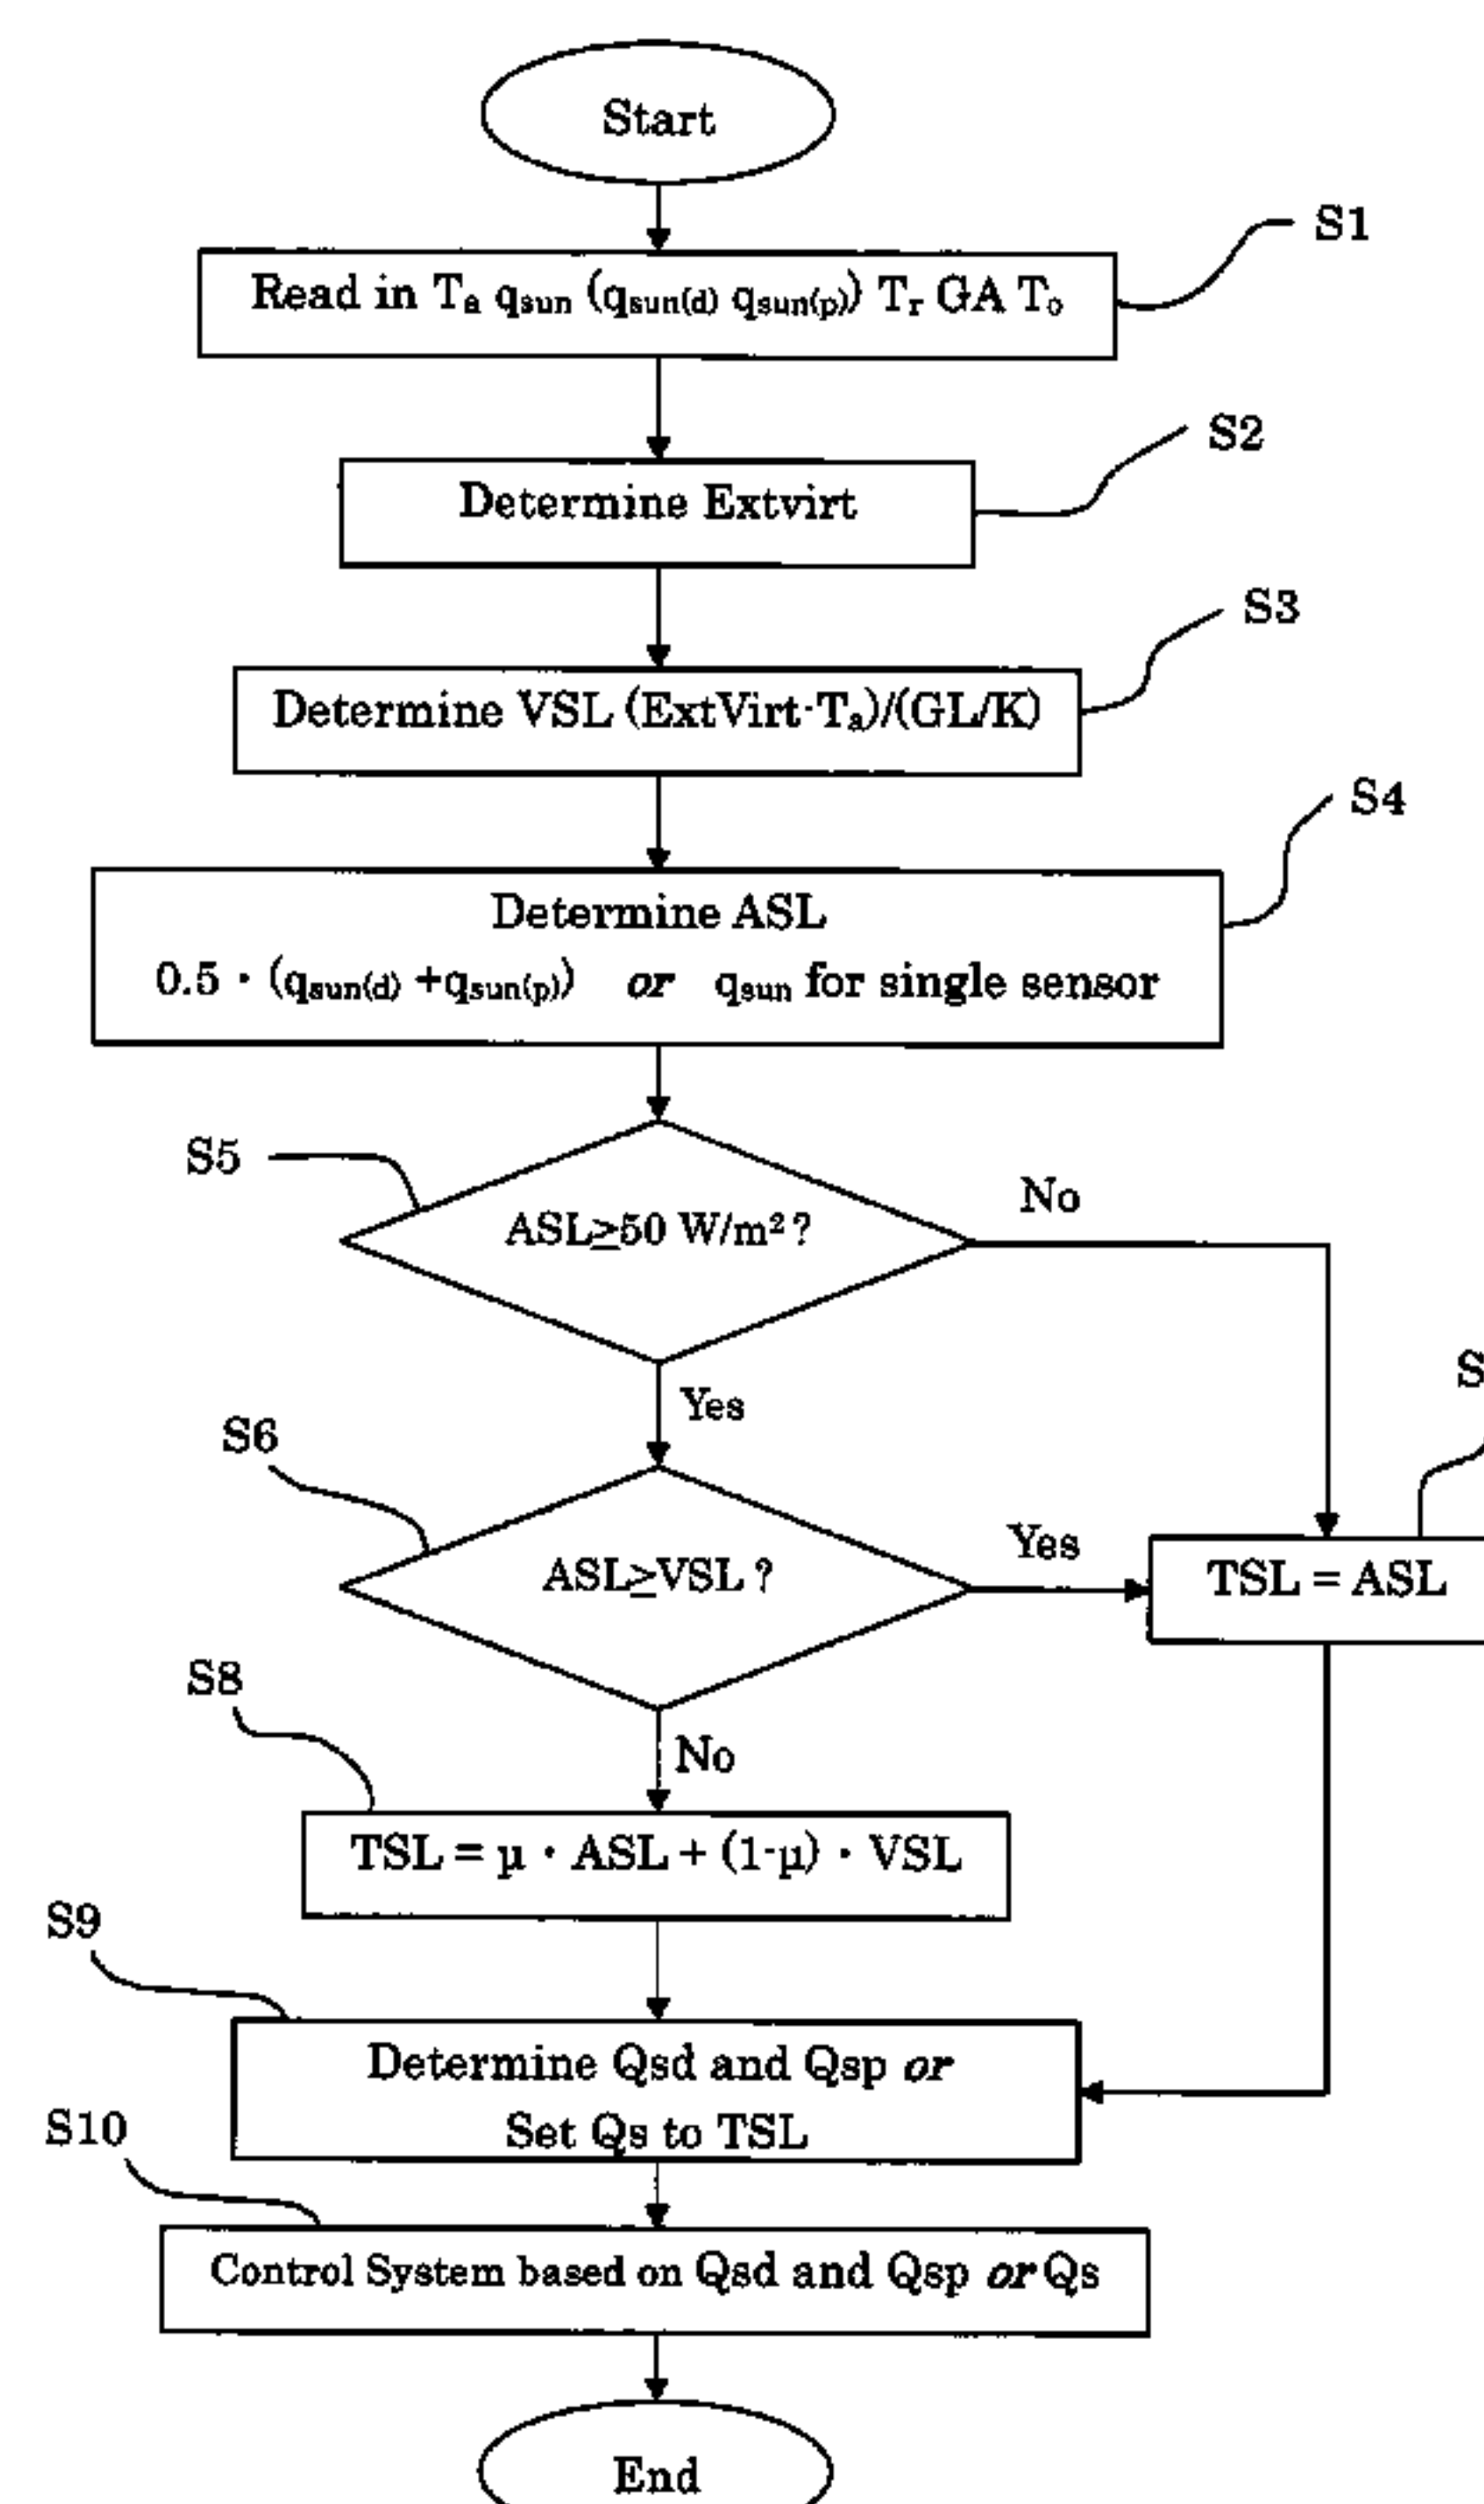 Start
S1
Read in Ta qsun (qsun(d) qsun(p)) Tr GA To
S2
Determine Extvirt
S3
Determine VSL (ExtVirt-Ta)/(GL/K)
S4
Determine ASL
0.5 · (qsun(d) +qsun(p)) or qsun for single sensor
S5
ASL≥50 W/m²?
No
Yes
S6
ASL≥VSL ?
Yes
S
TSL = ASL
No
S8
TSL = μ · ASL + (1-μ) · VSL
S9
Determine Qsd and Qsp or
Set Qs to TSL
S10
Control System based on Qsd and Qsp or Qs
End